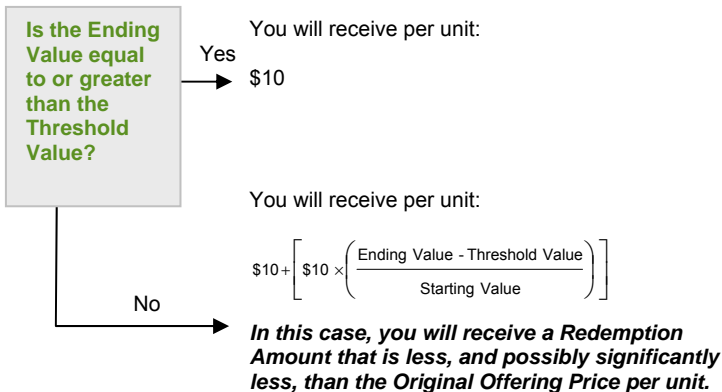 Is the Ending
Value equal
to or greater
than the
Threshold
Value?
Yes
You will receive per unit:
$10
You will receive per unit:
$10+[$10 ×(Ending Value - Threshold Value
Starting Value)]
No
In this case, you will receive a Redemption
Amount that is less, and possibly significantly
less, than the Original Offering Price per unit.